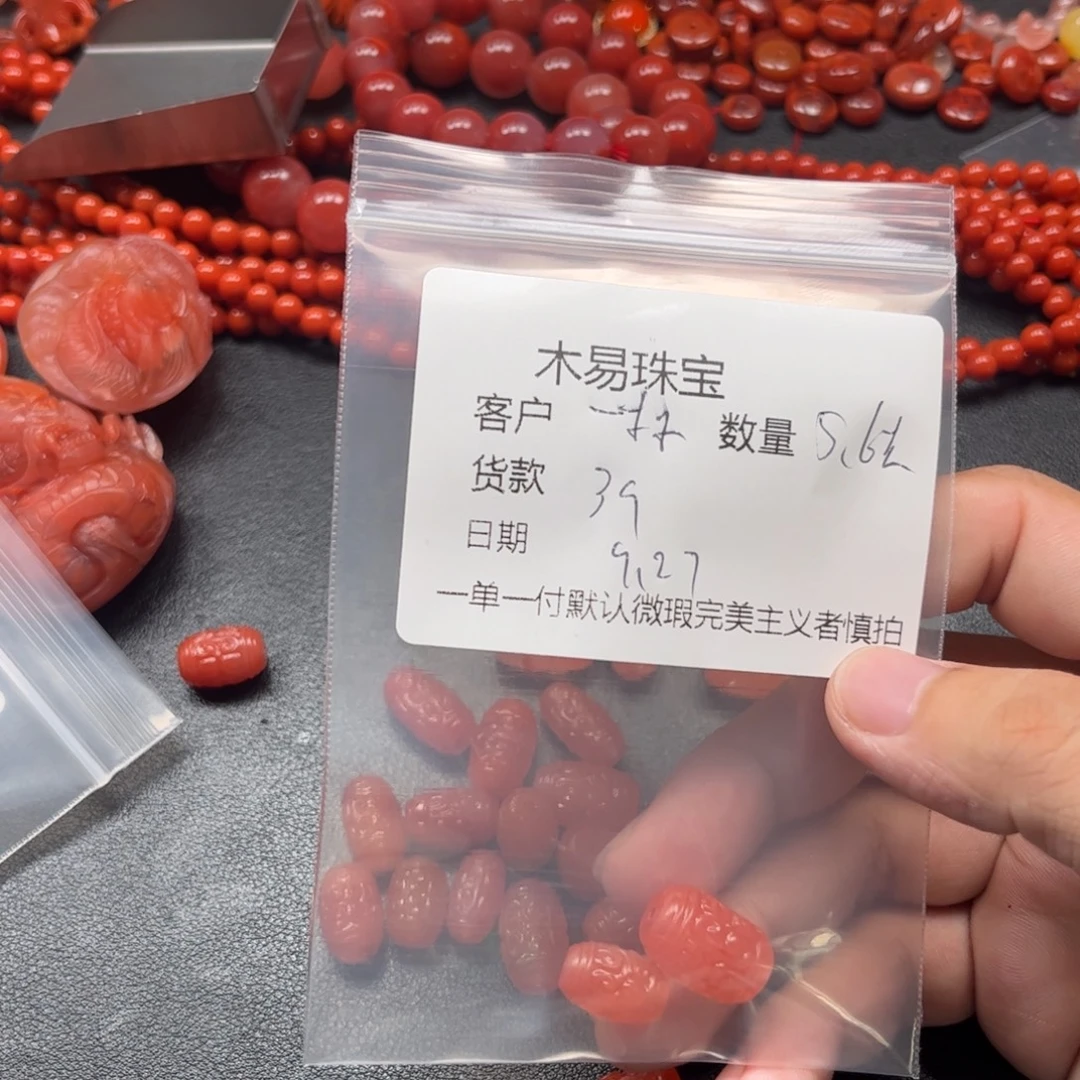 木易珠宝
客户 数量
货款 39
日期 9.27
一单一付默认微瑕完美主义者慎拍